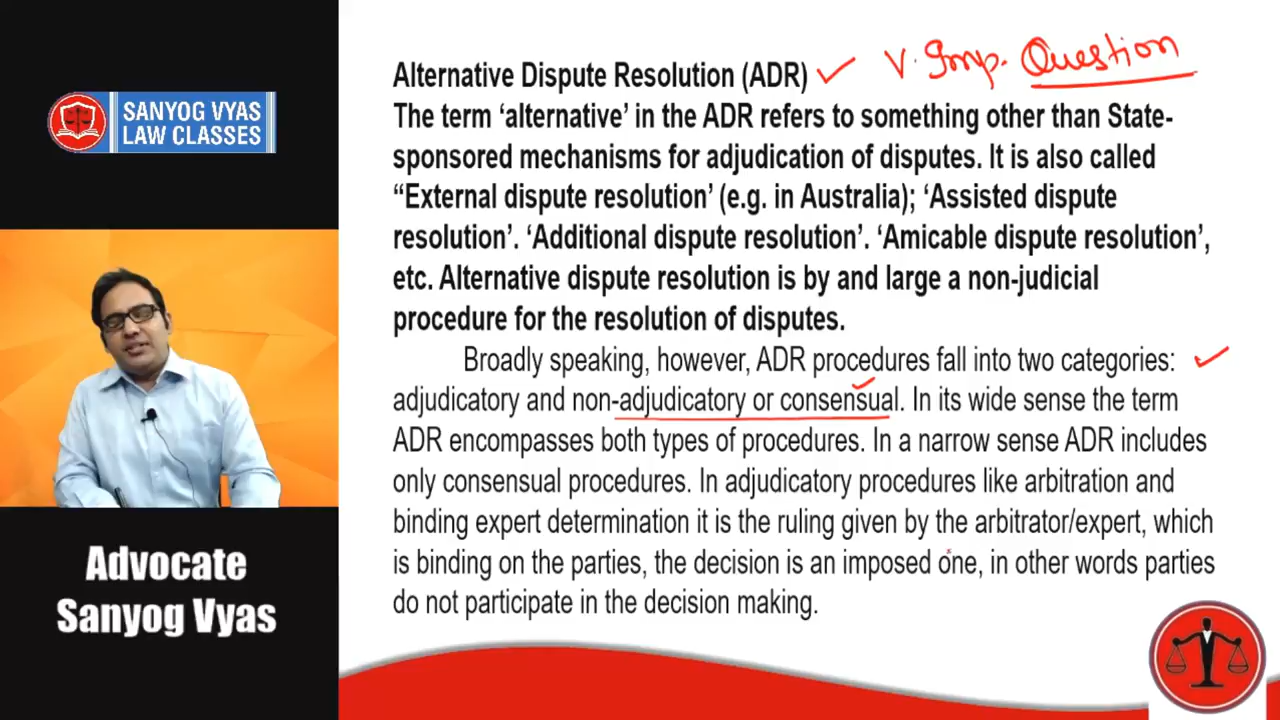 SANYOG VYAS
LAW CLASSES
Advocate
Sanyog Vyas
Alternative Dispute Resolution (ADR)
V. Imp. Question
The term ‘alternative’ in the ADR refers to something other than State-
sponsored mechanisms for adjudication of disputes. It is also called
“External dispute resolution’ (e.g. in Australia); ‘Assisted dispute
resolution’. ‘Additional dispute resolution’. ‘Amicable dispute resolution’,
etc. Alternative dispute resolution is by and large a non-judicial
procedure for the resolution of disputes.
Broadly speaking, however, ADR procedures fall into two categories:
adjudicatory and non-adjudicatory or consensual. In its wide sense the term
ADR encompasses both types of procedures. In a narrow sense ADR includes
only consensual procedures. In adjudicatory procedures like arbitration and
binding expert determination it is the ruling given by the arbitrator/expert, which
is binding on the parties, the decision is an imposed one, in other words parties
do not participate in the decision making.